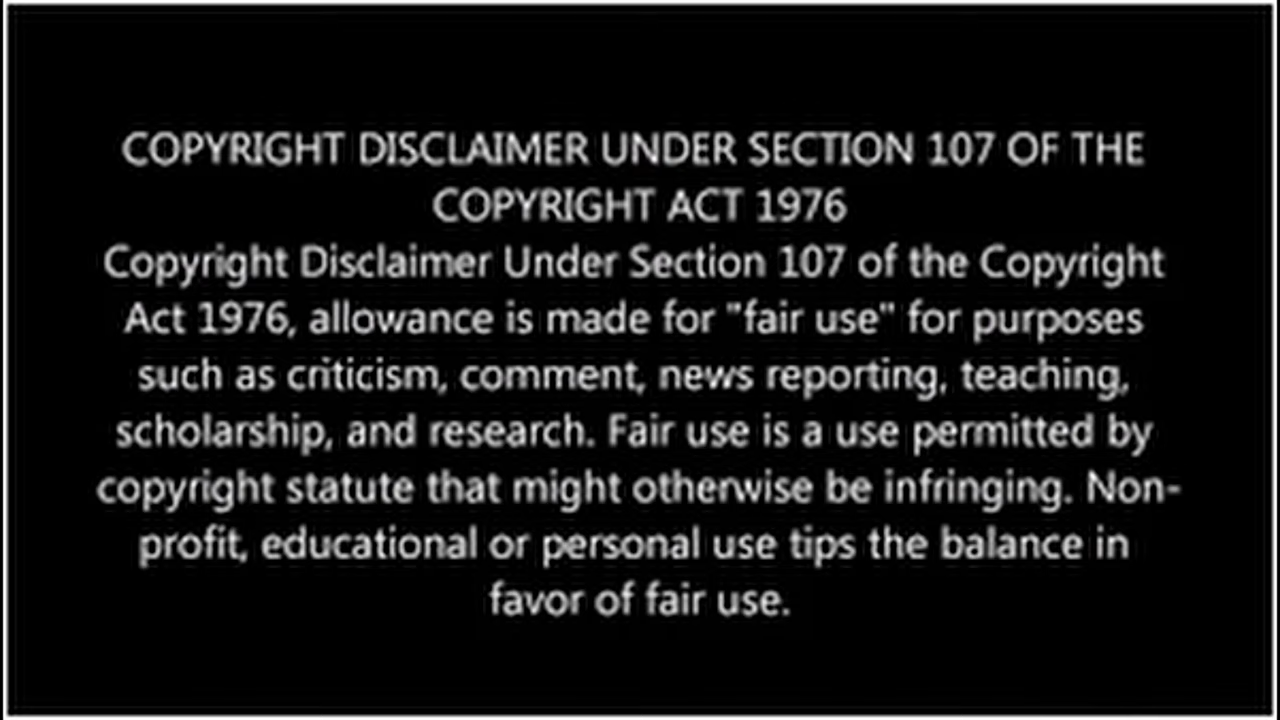 COPYRIGHT DISCLAIMER UNDER SECTION 107 OF THE
COPYRIGHT ACT 1976
Copyright Disclaimer Under Section 107 of the Copyright
Act 1976, allowance is made for "fair use" for purposes
such as criticism, comment, news reporting, teaching,
scholarship, and research. Fair use is a use permitted by
copyright statute that might otherwise be infringing. Non-
profit, educational or personal use tips the balance in
favor of fair use.